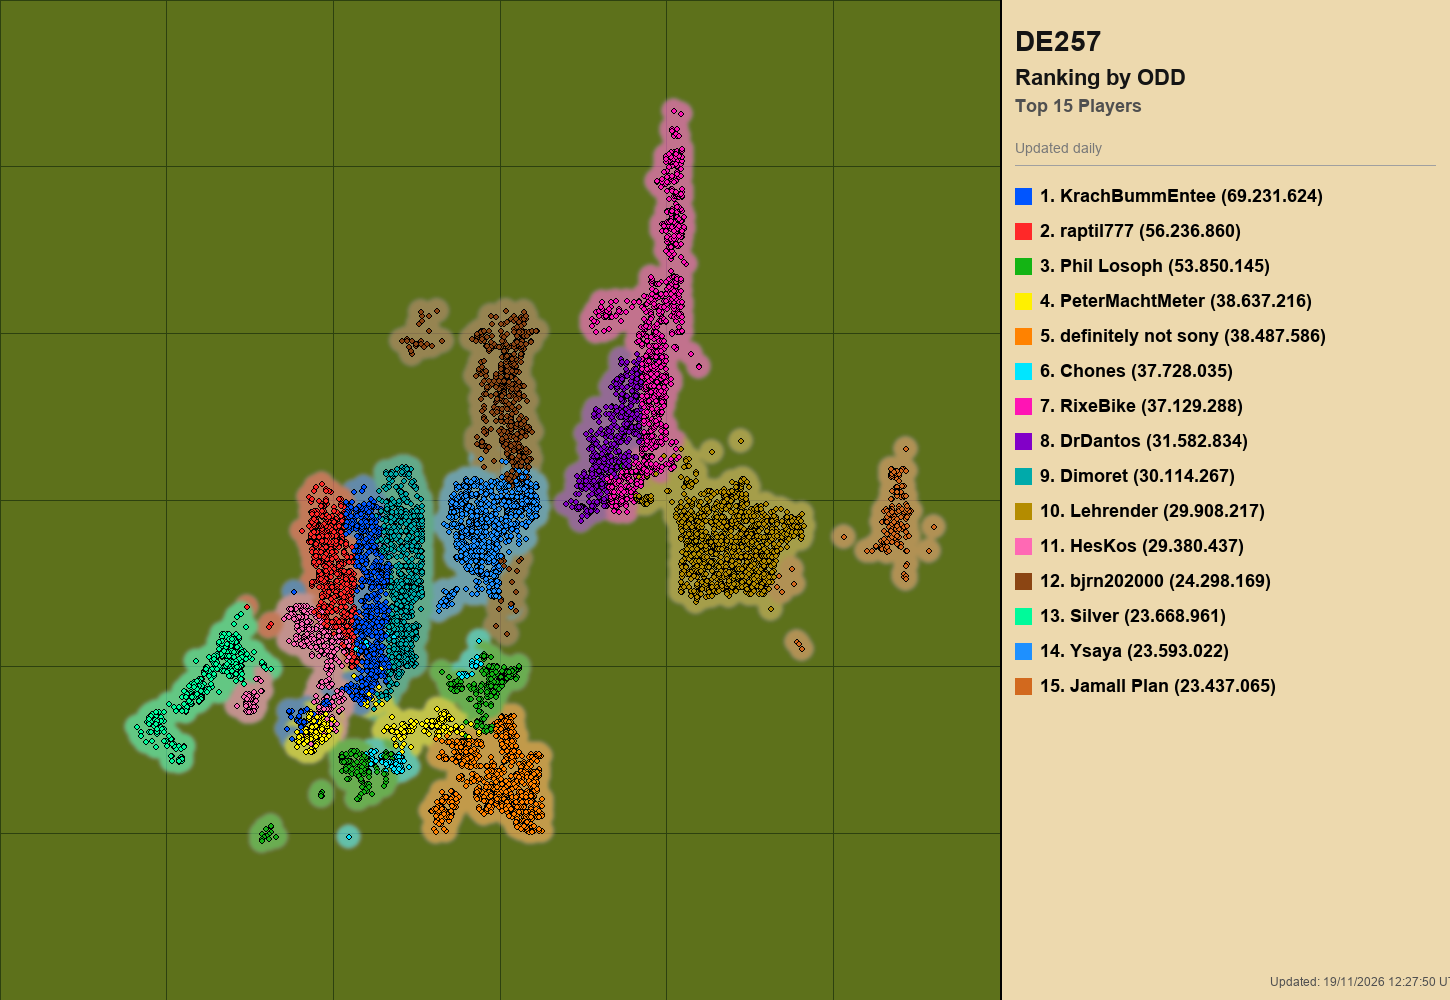 DE257
Ranking by ODD
Top 15 Players
Updated daily
1. KrachBummEntee (69.231.624)
2. raptil777 (56.236.860)
3. Phil Losoph (53.850.145)
4. PeterMachtMeter (38.637.216)
5. definitely not sony (38.487.586)
6. Chones (37.728.035)
7. RixeBike (37.129.288)
8. DrDantos (31.582.834)
9. Dimoret (30.114.267)
10. Lehrender (29.908.217)
11. HesKos (29.380.437)
12. bjrn202000 (24.298.169)
13. Silver (23.668.961)
14. Ysaya (23.593.022)
15. Jamall Plan (23.437.065)
Updated: 19/11/2026 12:27:50 U